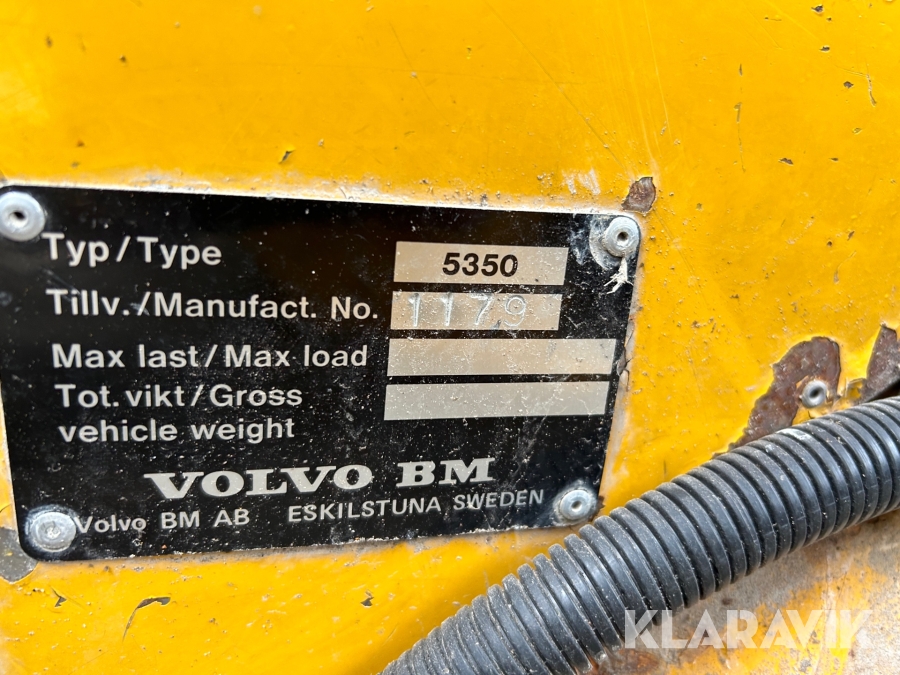 Typ/Type 5350
Tillv./Manufact. No. 1179
Max last/Max load
Tot. vikt/Gross
vehicle weight
VOLVO BM
Volvo BM AB ESKILSTUNA SWEDEN
KLARAVIK